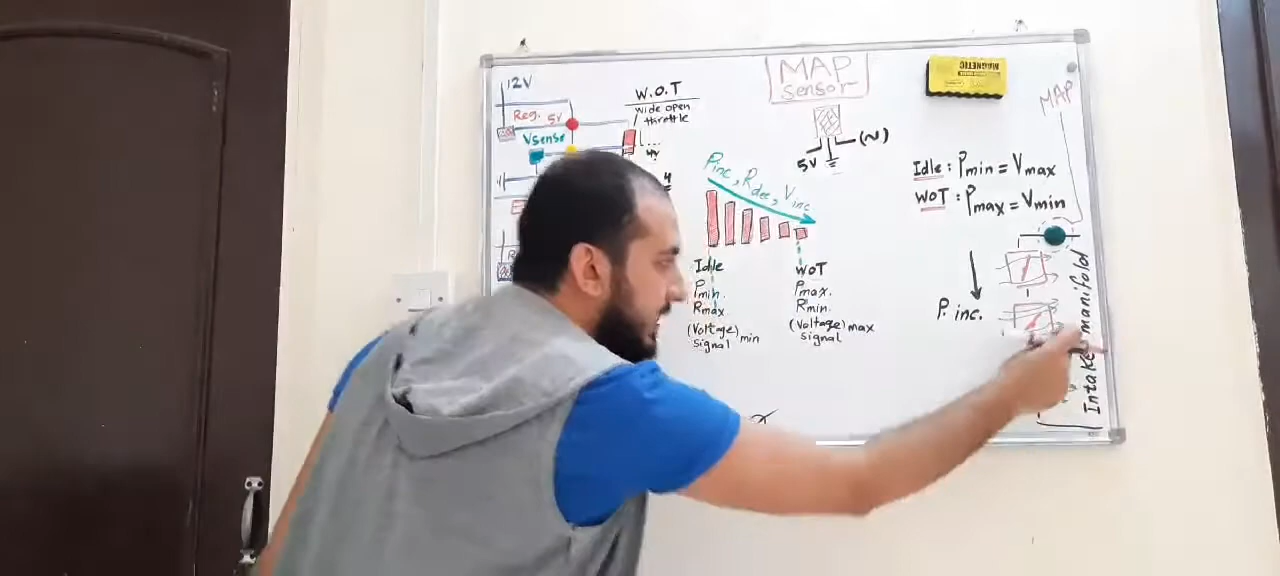 12V
Reg. 5V
Vsense
W.O.T
wide open
throttle
4V
MAP
Sensor
5V
(~)
MAGNETIC
MAP
Pinc, Rdec, Vinc
Idle : Pmin = Vmax
WOT : Pmax = Vmin
Idle
Pmin.
Rmax.
(Voltage) min
signal
WOT
Pmax.
Rmin.
(Voltage) max
signal
P. inc.
Intake manifold